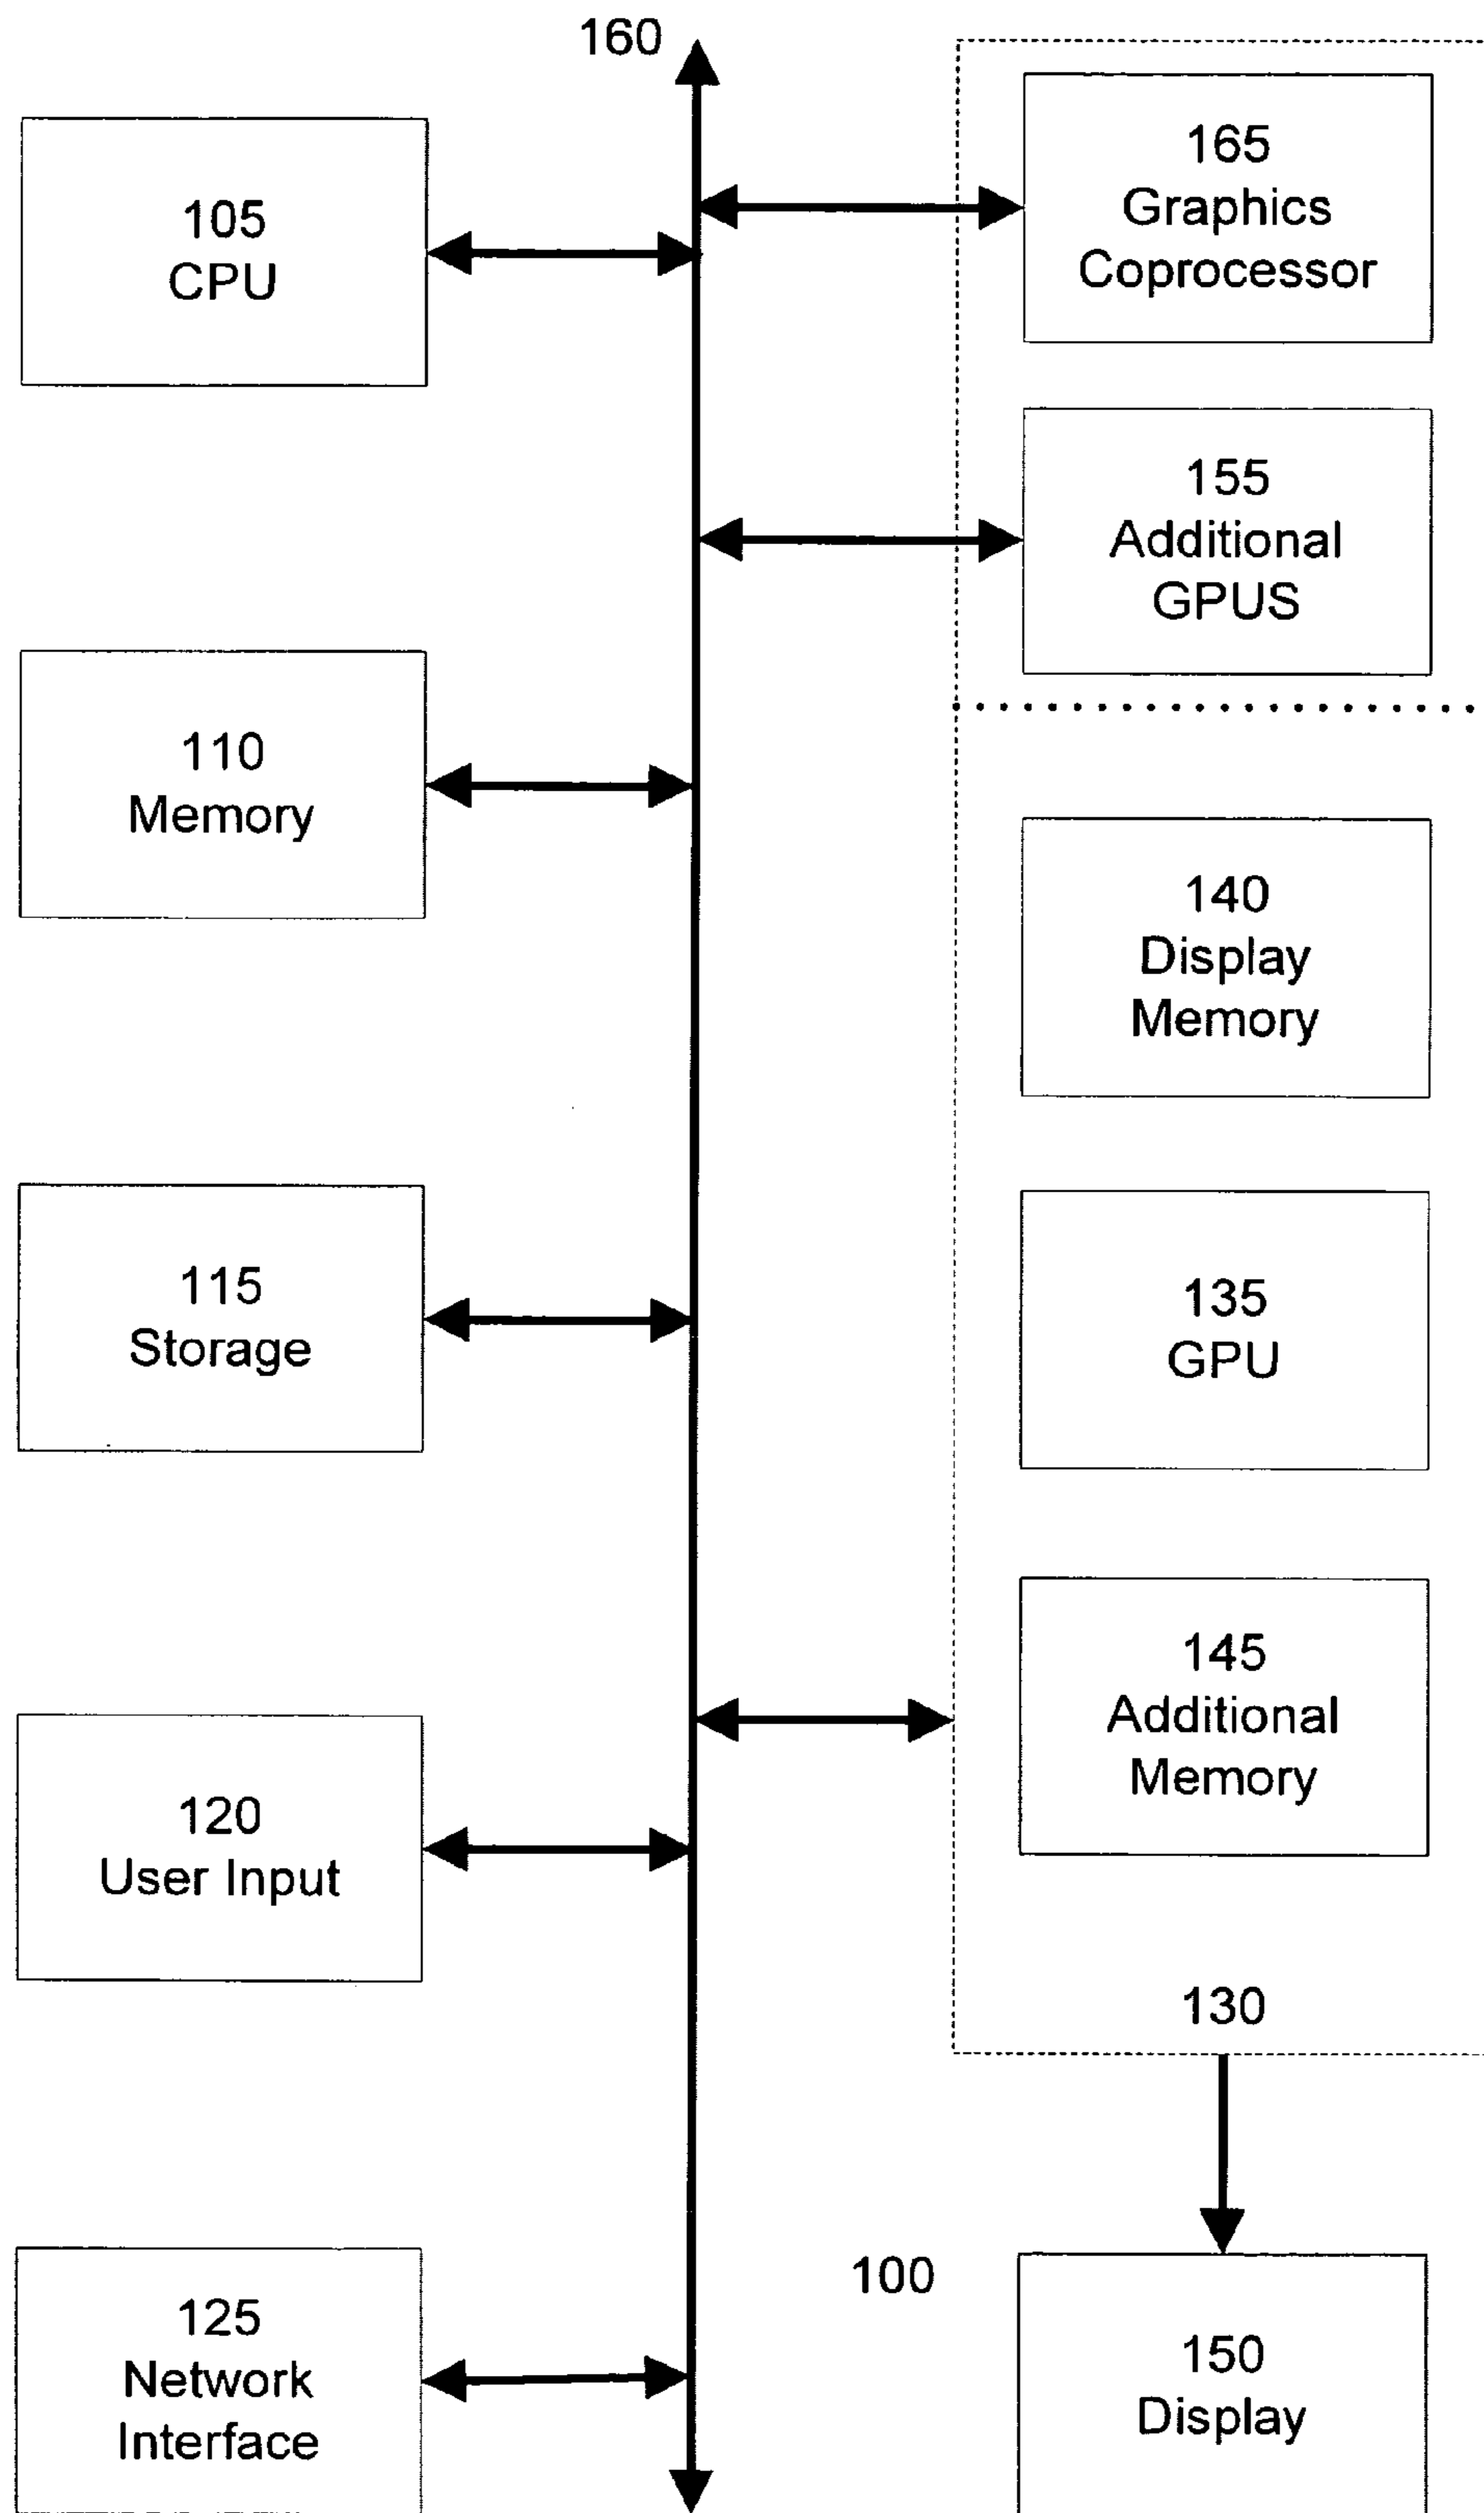 160
105
CPU
110
Memory
115
Storage
120
User Input
125
Network
Interface
165
Graphics
Coprocessor
155
Additional
GPUS
140
Display
Memory
135
GPU
145
Additional
Memory
130
100
150
Display